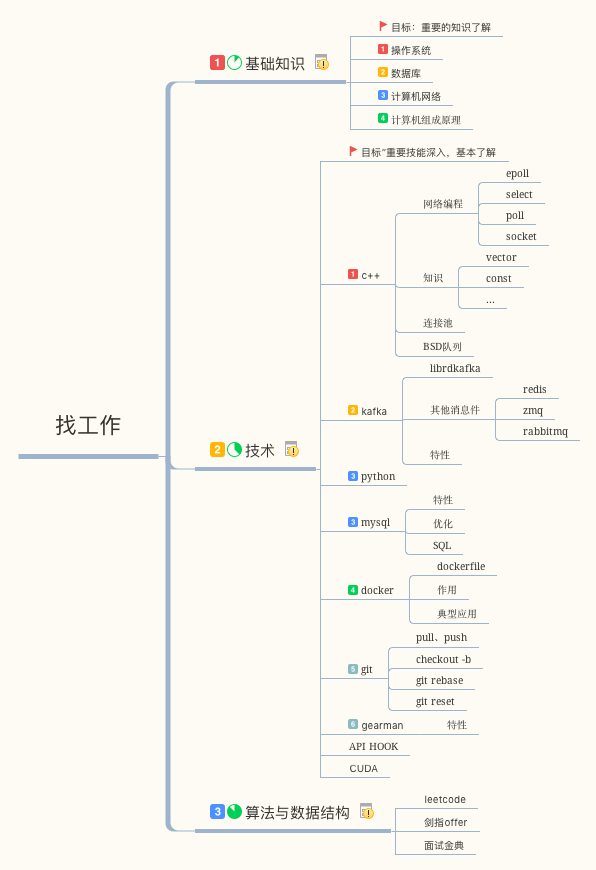 找工作
1 基础知识
目标：重要的知识了解
1 操作系统
2 数据库
3 计算机网络
4 计算机组成原理
2 技术
目标“重要技能深入，基本了解
1 c++
网络编程
epoll
select
poll
socket
知识
vector
const
...
连接池
BSD队列
2 kafka
librdkafka
其他消息件
redis
zmq
rabbitmq
特性
3 python
3 mysql
特性
优化
SQL
4 docker
dockerfile
作用
典型应用
5 git
pull、push
checkout -b
git rebase
git reset
6 gearman
特性
API HOOK
CUDA
3 算法与数据结构
leetcode
剑指offer
面试金典